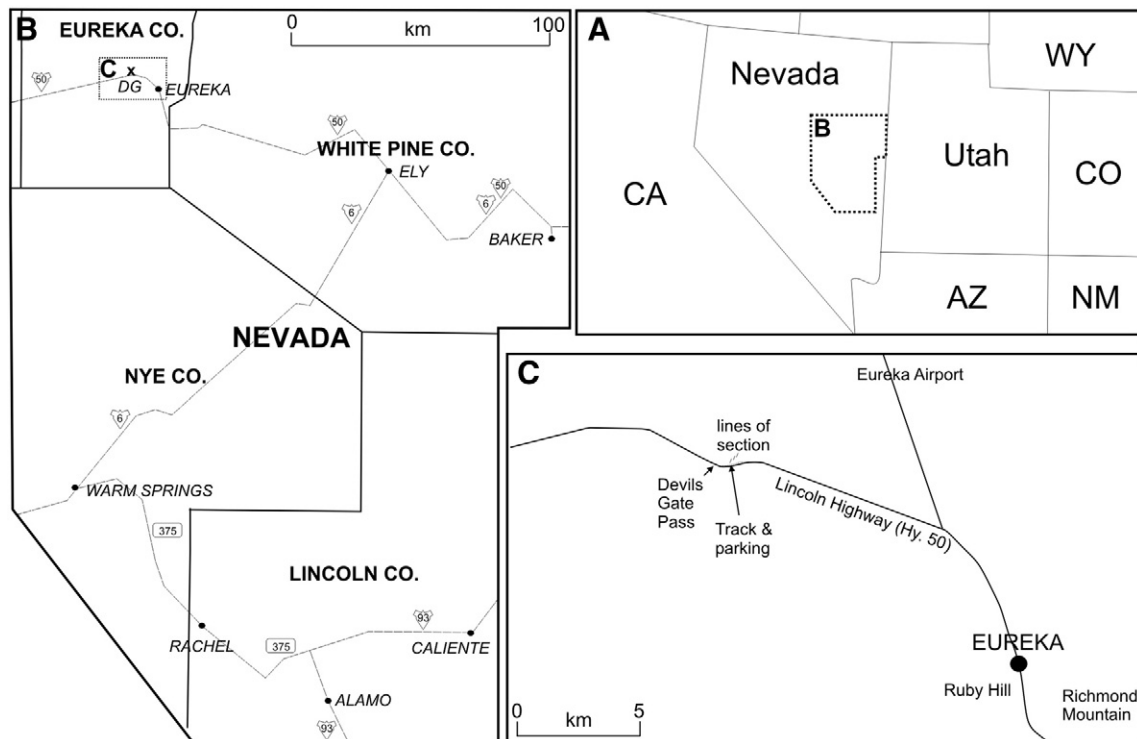 B
EUREKA CO.
0
100
km
C
x
DG
50
EUREKA
50
WHITE PINE CO.
ELY
50
6
6
BAKER
NEVADA
NYE CO.
6
WARM SPRINGS
375
LINCOLN CO.
93
RACHEL
375
CALIENTE
ALAMO
93
A
WY
Nevada
B
Utah
CO
CA
AZ
NM
C
Eureka Airport
lines of
section
Devils
Gate
Pass
Track &
parking
Lincoln Highway (Hy. 50)
EUREKA
Ruby Hill
Richmond
Mountain
0
5
km